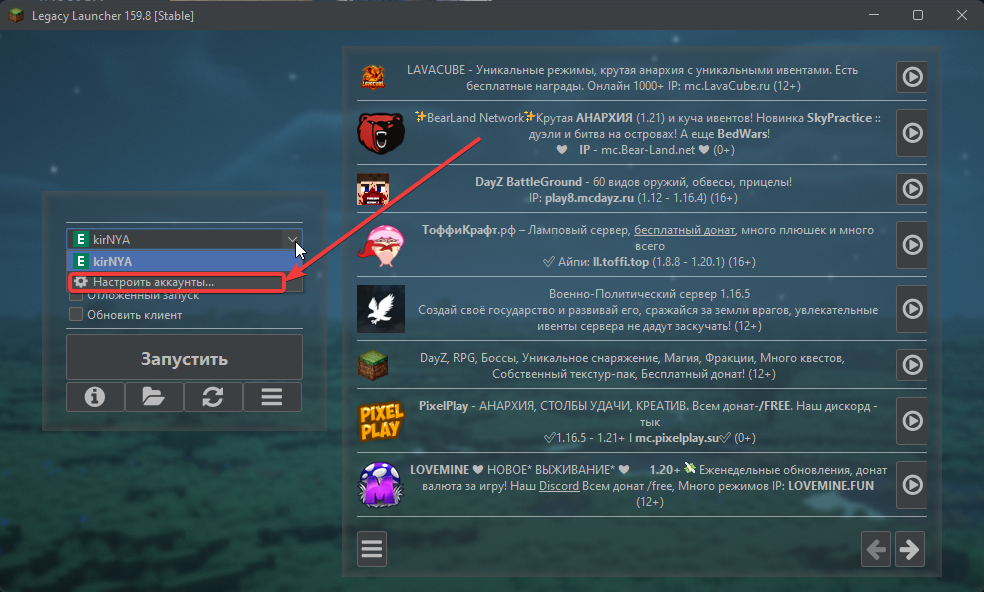 Legacy Launcher 159.8 [Stable]
E kirNYA
E kirNYA
Настроить аккаунты...
Отложенный запуск
Обновить клиент
Запустить
LAVACUBE
LAVACUBE - Уникальные режимы, крутая анархия с уникальными ивентами. Есть
бесплатные награды. Онлайн 1000+ IP: mc.LavaCube.ru (12+)
✨BearLand Network✨Крутая АНАРХИЯ (1.21) и куча ивентов! Новинка SkyPractice ::
дуэли и битва на островах! А еще BedWars!
❤ IP - mc.Bear-Land.net ❤ (0+)
DayZ BattleGround - 60 видов оружий, обвесы, прицелы!
IP: play8.mcdayz.ru (1.12 - 1.16.4) (16+)
ТоффиКрафт.рф – Ламповый сервер, бесплатный донат, много плюшек и много
всего
✅ Айпи: ll.toffi.top (1.8.8 - 1.20.1) (16+)
Военно-Политический сервер 1.16.5
Создай своё государство и развивай его, сражайся за земли врагов, увлекательные
ивенты сервера не дадут заскучать! (12+)
DayZ, RPG, Боссы, Уникальное снаряжение, Магия, Фракции, Много квестов,
Собственный текстур-пак, Бесплатный донат! (12+)
PIXEL
PLAY
PixelPlay - АНАРХИЯ, СТОЛБЫ УДАЧИ, КРЕАТИВ. Всем донат-/FREE. Наш дискорд -
тык
✅1.16.5 - 1.21+ I mc.pixelplay.su✅ (0+)
M
LOVEMINE ❤ НОВОЕ* ВЫЖИВАНИЕ* ❤ 1.20+ 💸 Еженедельные обновления, донат
валюта за игру! Наш Discord Всем донат /free, Много режимов IP: LOVEMINE.FUN
(12+)